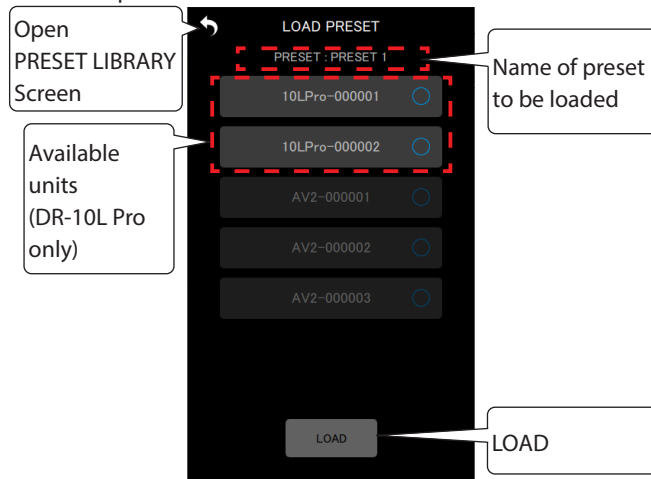 Open
PRESET LIBRARY
Screen
LOAD PRESET
PRESET : PRESET 1
Name of preset
to be loaded
10LPro-000001
10LPro-000002
Available
units
(DR-10L Pro
only)
AV2-000001
AV2-000002
AV2-000003
LOAD
LOAD